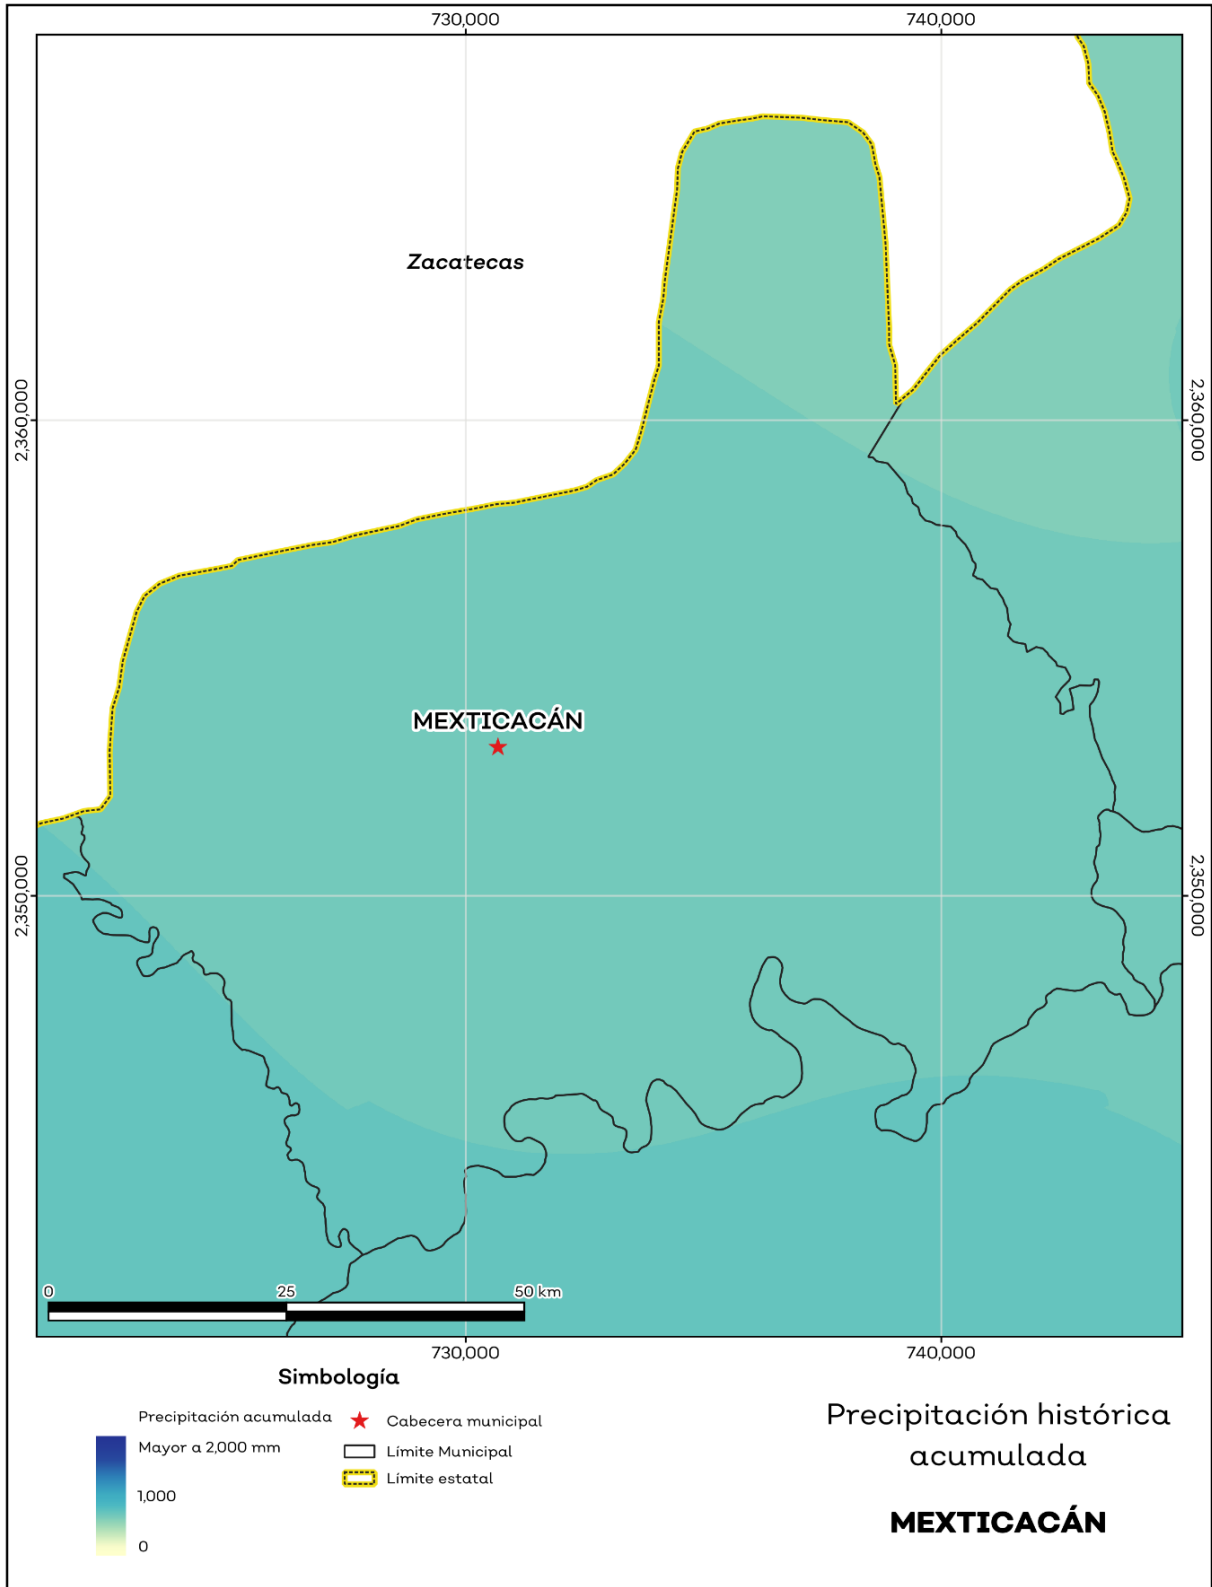 730,000
740,000
Zacatecas
2,360,000
2,360,000
MEXTICACÁN
2,350,000
2,350,000
0
25
50 km
730,000
740,000
Simbología
Precipitación acumulada
Mayor a 2,000 mm
1,000
0
Cabecera municipal
Límite Municipal
Límite estatal
Precipitación histórica
acumulada
MEXTICACÁN